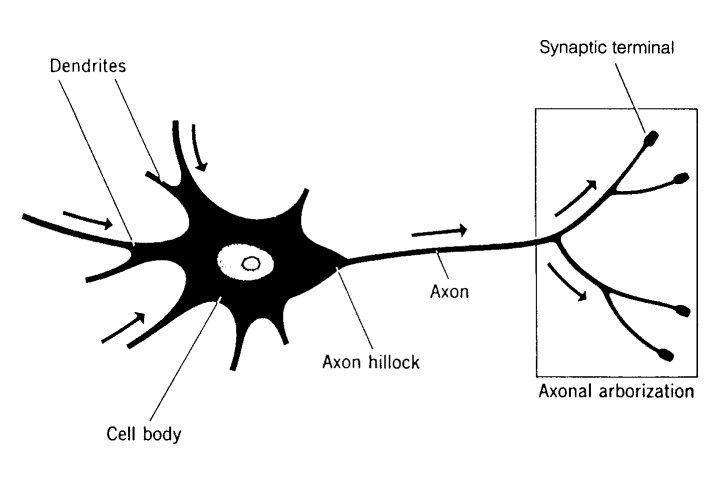 Synaptic terminal
Dendrites
Axon
Axon hillock
Axonal arborization
Cell body